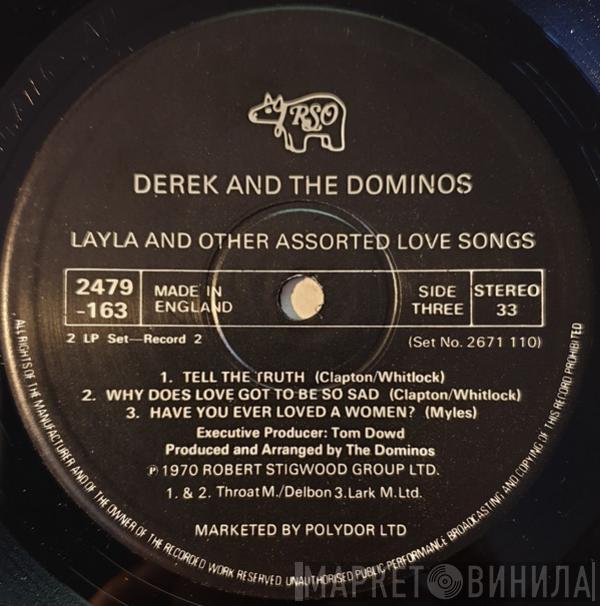 RSO
DEREK AND THE DOMINOS
LAYLA AND OTHER ASSORTED LOVE SONGS
2479
-163
MADE IN
ENGLAND
SIDE
THREE
STEREO
33
2 LP Set—Record 2
(Set No. 2671 110)
1. TELL THE TRUTH (Clapton/Whitlock)
2. WHY DOES LOVE GOT TO BE SO SAD (Clapton/Whitlock)
3. HAVE YOU EVER LOVED A WOMEN? (Myles)
Executive Producer: Tom Dowd
Produced and Arranged by The Dominos
℗ 1970 ROBERT STIGWOOD GROUP LTD.
1. & 2. Throat M./Delbon 3. Lark M. Ltd.
MARKETED BY POLYDOR LTD
ALL RIGHTS OF THE MANUFACTURER AND OF THE OWNER OF THE RECORDED WORK RESERVED UNAUTHORISED PUBLIC PERFORMANCE BROADCASTING AND COPYING OF THIS RECORD PROHIBITED
МАРКЕТ ВИНИЛА